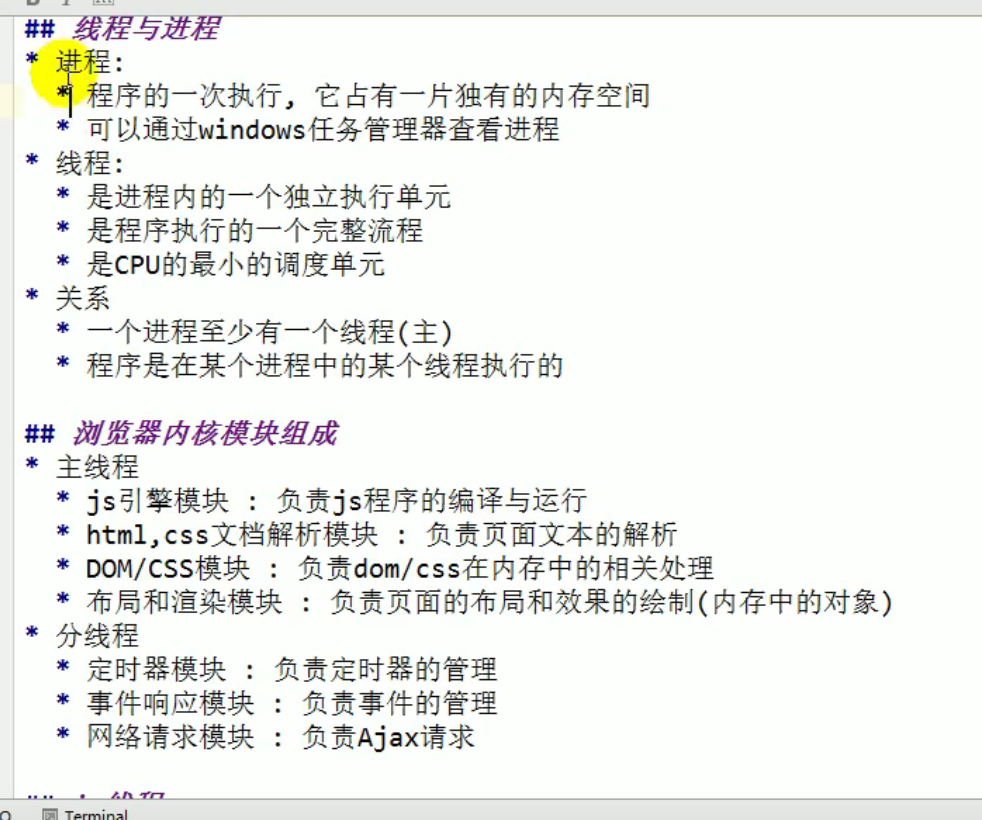 ## 线程与进程
* 进程:
* 程序的一次执行, 它占有一片独有的内存空间
* 可以通过windows任务管理器查看进程
* 线程:
* 是进程内的一个独立执行单元
* 是程序执行的一个完整流程
* 是CPU的最小的调度单元
* 关系
* 一个进程至少有一个线程(主)
* 程序是在某个进程中的某个线程执行的
## 浏览器内核模块组成
* 主线程
* js引擎模块 : 负责js程序的编译与运行
* html,css文档解析模块 : 负责页面文本的解析
* DOM/CSS模块 : 负责dom/css在内存中的相关处理
* 布局和渲染模块 : 负责页面的布局和效果的绘制(内存中的对象)
* 分线程
* 定时器模块 : 负责定时器的管理
* 事件响应模块 : 负责事件的管理
* 网络请求模块 : 负责Ajax请求
Terminal